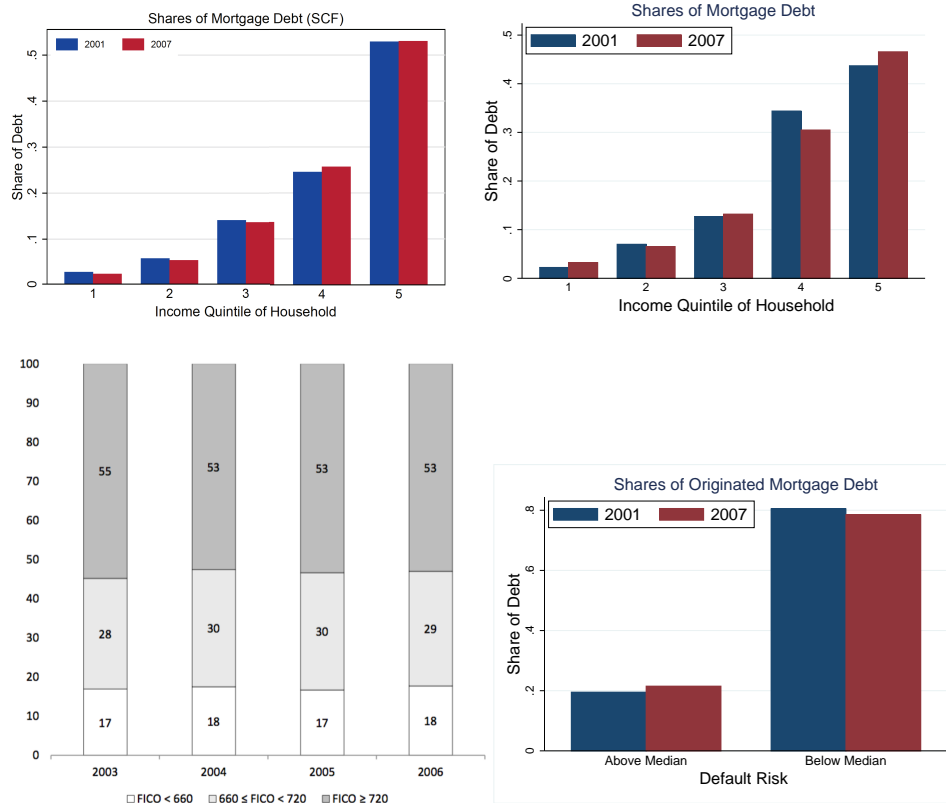 Shares of Mortgage Debt (SCF)
2001 2007
Share of Debt
.5
.4
.3
.2
.1
0
1 2 3 4 5
Income Quintile of Household
Shares of Mortgage Debt
2001 2007
Share of Debt
.5
.4
.3
.2
.1
0
1 2 3 4 5
Income Quintile of Household
100
90
80
70
60
50
40
30
20
10
0
55 53 53 53
28 30 30 29
17 18 17 18
2003 2004 2005 2006
FICO < 660 660 ≤ FICO < 720 FICO ≥ 720
Shares of Originated Mortgage Debt
2001 2007
Share of Debt
.8
.6
.4
.2
0
Above Median Below Median
Default Risk